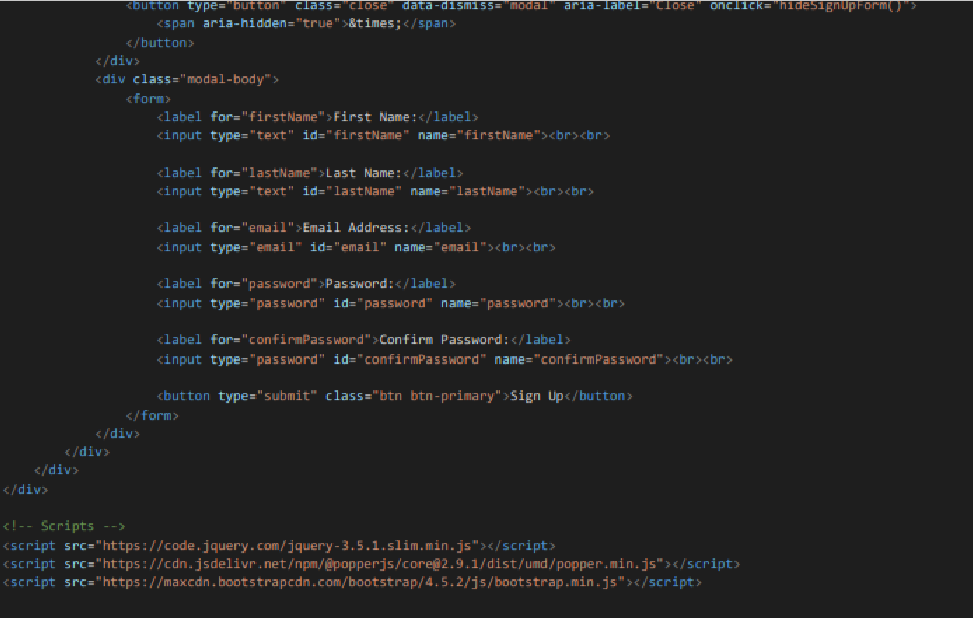 <button type="button" class="close" data-dismiss="modal" aria-label="Close" onclick="hideSignUpForm()">
<span aria-hidden="true">&times;</span>
</button>
</div>
<div class="modal-body">
<form>
<label for="firstName">First Name:</label>
<input type="text" id="firstName" name="firstName"><br><br>
<label for="lastName">Last Name:</label>
<input type="text" id="lastName" name="lastName"><br><br>
<label for="email">Email Address:</label>
<input type="email" id="email" name="email"><br><br>
<label for="password">Password:</label>
<input type="password" id="password" name="password"><br><br>
<label for="confirmPassword">Confirm Password:</label>
<input type="password" id="confirmPassword" name="confirmPassword"><br><br>
<button type="submit" class="btn btn-primary">Sign Up</button>
</form>
</div>
</div>
</div>
</div>
<!-- Scripts -->
<script src="https://code.jquery.com/jquery-3.5.1.slim.min.js"></script>
<script src="https://cdn.jsdelivr.net/npm/@popperjs/core@2.9.1/dist/umd/popper.min.js"></script>
<script src="https://maxcdn.bootstrapcdn.com/bootstrap/4.5.2/js/bootstrap.min.js"></script>